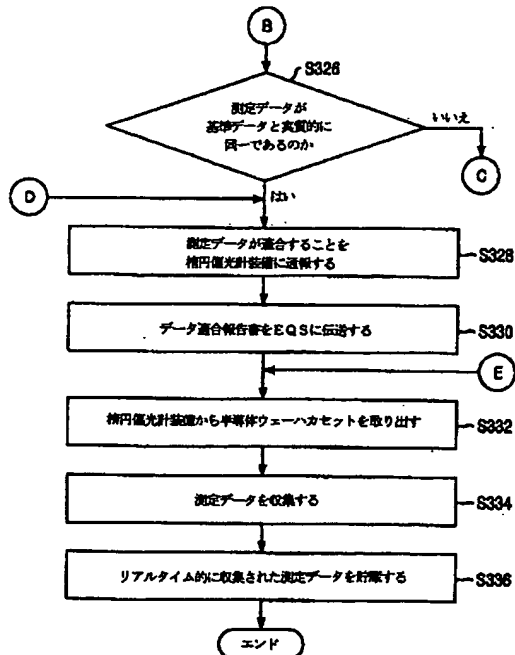 B
S326
測定データが
基準データと実質的に
同一であるのか
いいえ
C
D
はい
測定データが適合することを
楕円偏光計装備に通報する
S328
データ適合報告書をEQSに伝送する
S330
E
楕円偏光計装備から半導体ウェーハカセットを取り出す
S332
測定データを収集する
S334
リアルタイム的に収集された測定データを貯蔵する
S336
エンド